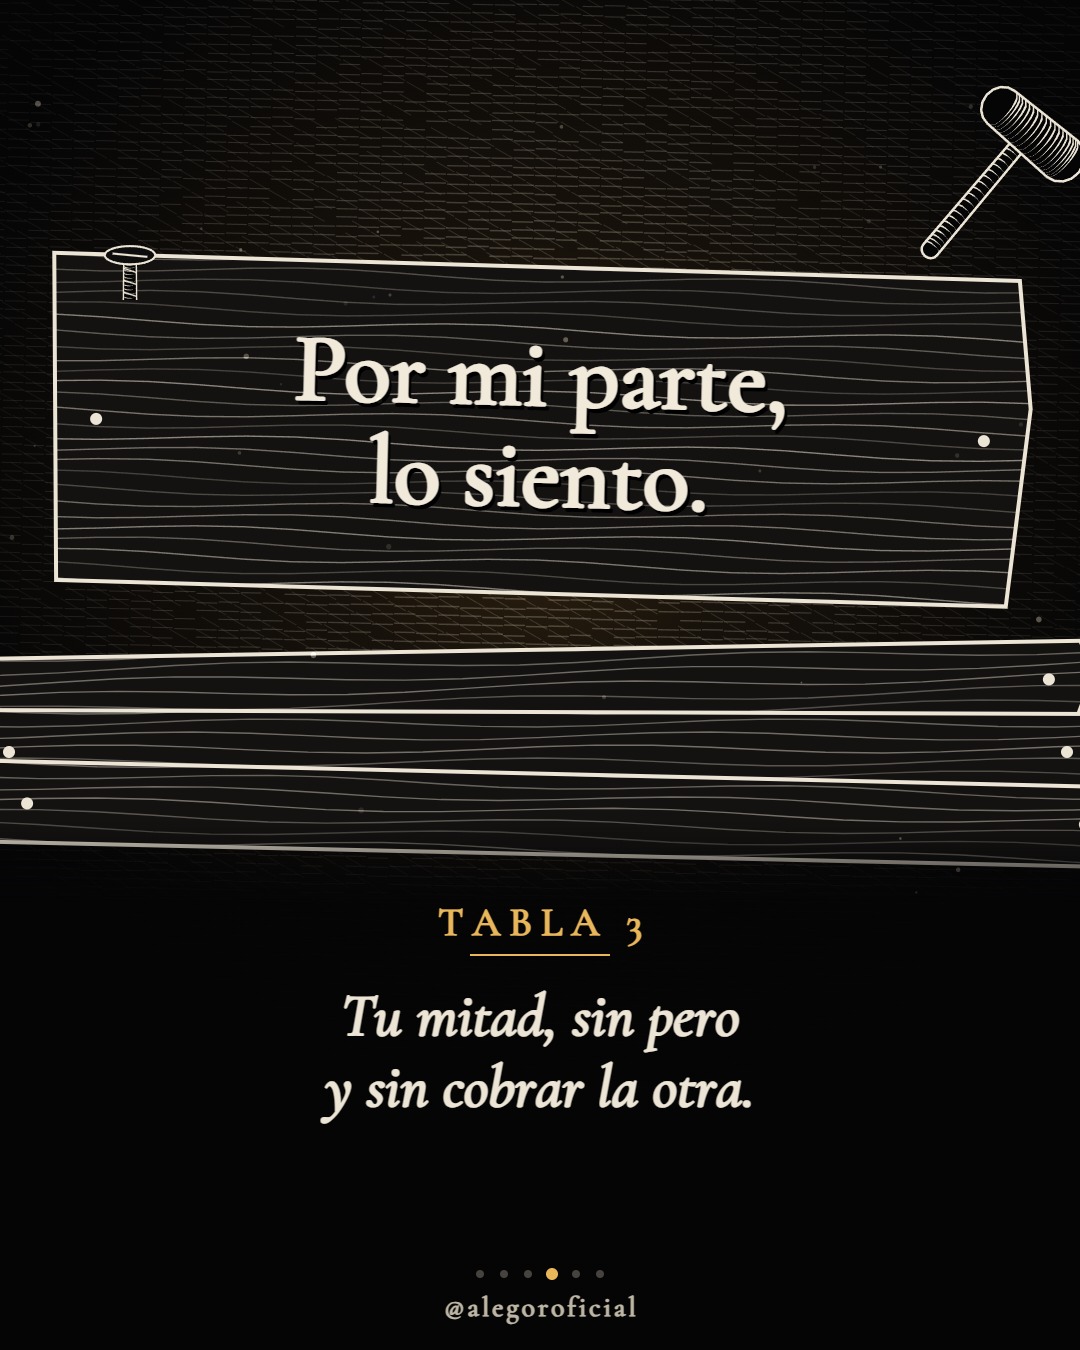 Por mi parte,
lo siento.
TABLA 3
Tu mitad, sin pero
y sin cobrar la otra.
@alegoroficial